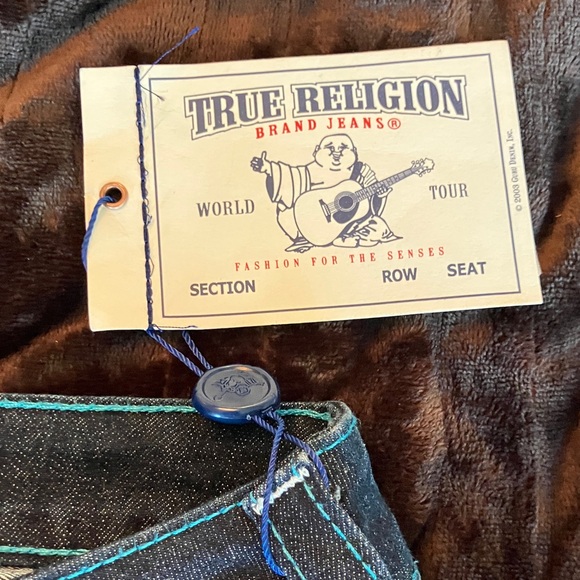 TRUE RELIGION
BRAND JEANS®
WORLD TOUR
FASHION FOR THE SENSES
SECTION ROW SEAT
© 2003 GURU DENIM, INC.